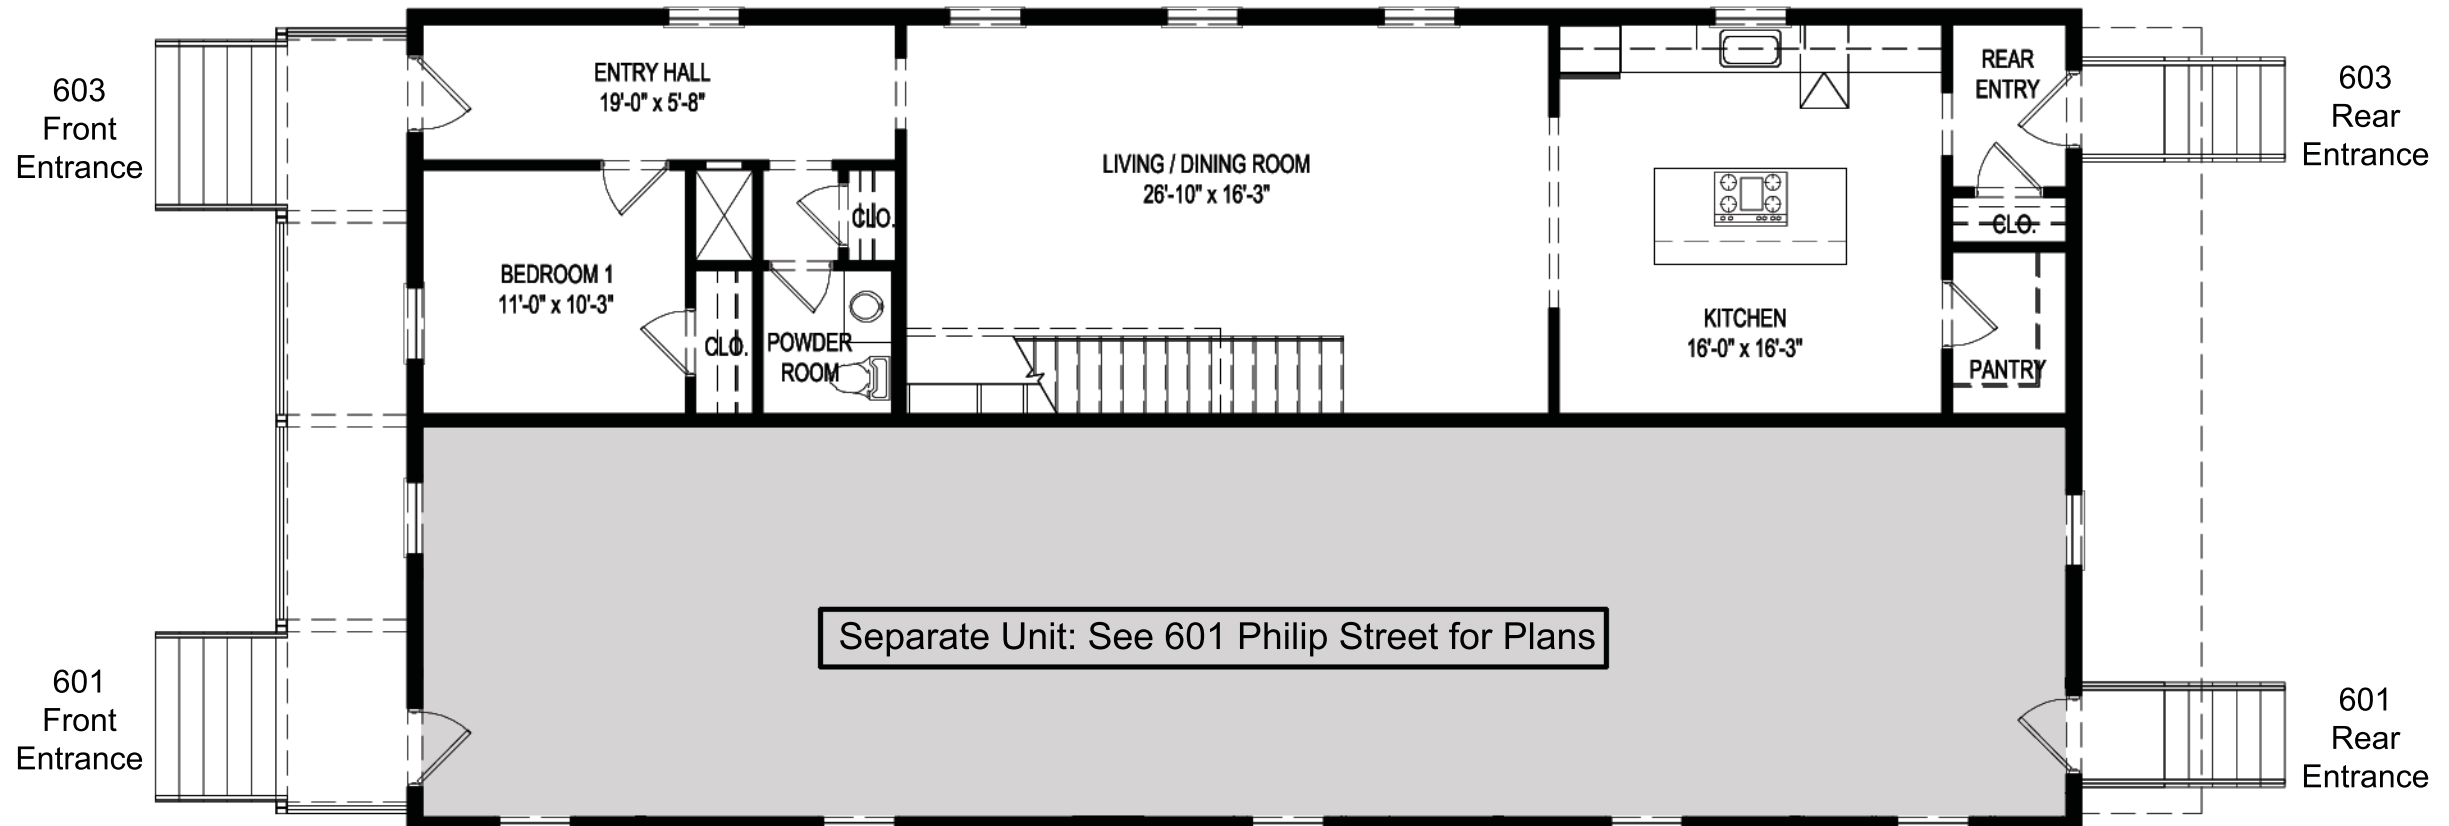 603
Front
Entrance
ENTRY HALL
19'-0" x 5'-8"
REAR
ENTRY
603
Rear
Entrance
LIVING / DINING ROOM
26'-10" x 16'-3"
CLO.
CLO.
BEDROOM 1
11'-0" x 10'-3"
KITCHEN
16'-0" x 16'-3"
CLO.
POWDER
ROOM
PANTRY
Separate Unit: See 601 Philip Street for Plans
601
Front
Entrance
601
Rear
Entrance